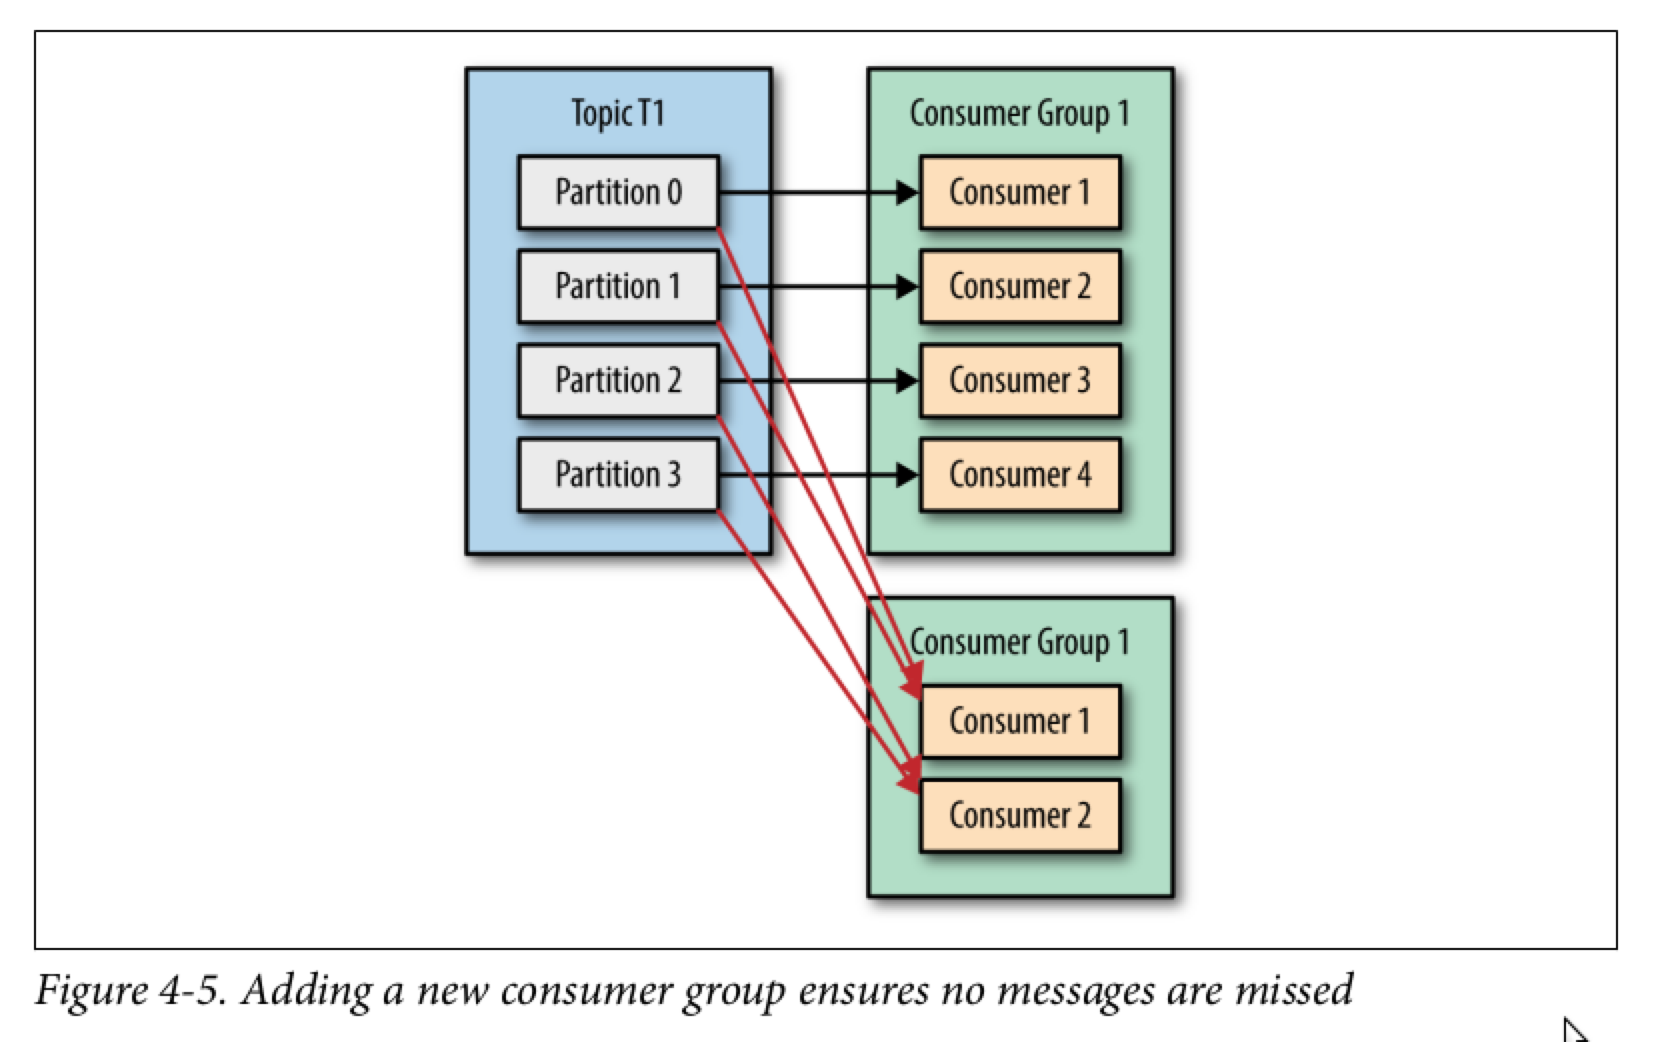 Topic T1
Partition 0
Partition 1
Partition 2
Partition 3
Consumer Group 1
Consumer 1
Consumer 2
Consumer 3
Consumer 4
Consumer Group 1
Consumer 1
Consumer 2
Figure 4-5. Adding a new consumer group ensures no messages are missed